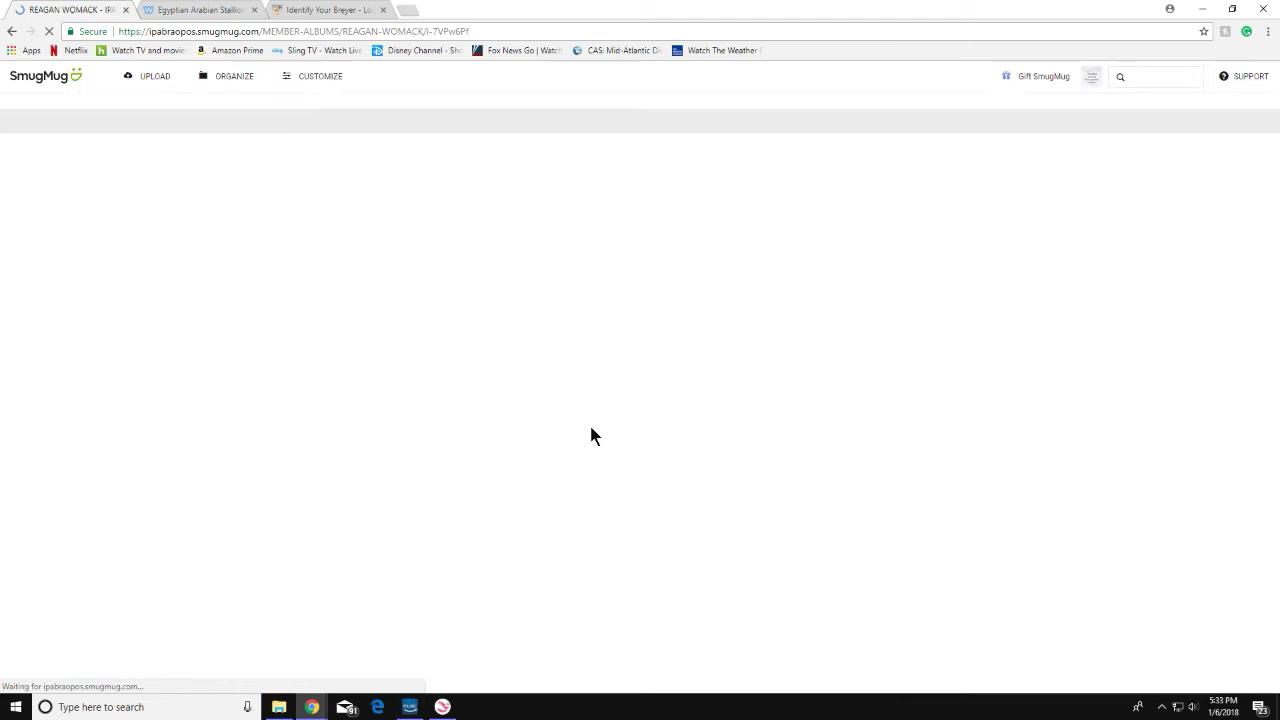 REAGAN WOMACK - IPA
Egyptian Arabian Stallion
Identify Your Breyer - Lo
Secure
https://ipabraopos.smugmug.com/MEMBER-ALBUMS/REAGAN-WOMACK/i-7VPw6Pf
Apps
Netflix
Watch TV and movies
Amazon Prime
Sling TV - Watch Live
Disney Channel - Sho
Fox News Go | Watch
CAS: Mid-Atlantic Di
Watch The Weather C
SmugMug
UPLOAD
ORGANIZE
CUSTOMIZE
Gift SmugMug
SUPPORT
Waiting for ipabraopos.smugmug.com...
Type here to search
5:33 PM
1/6/2018